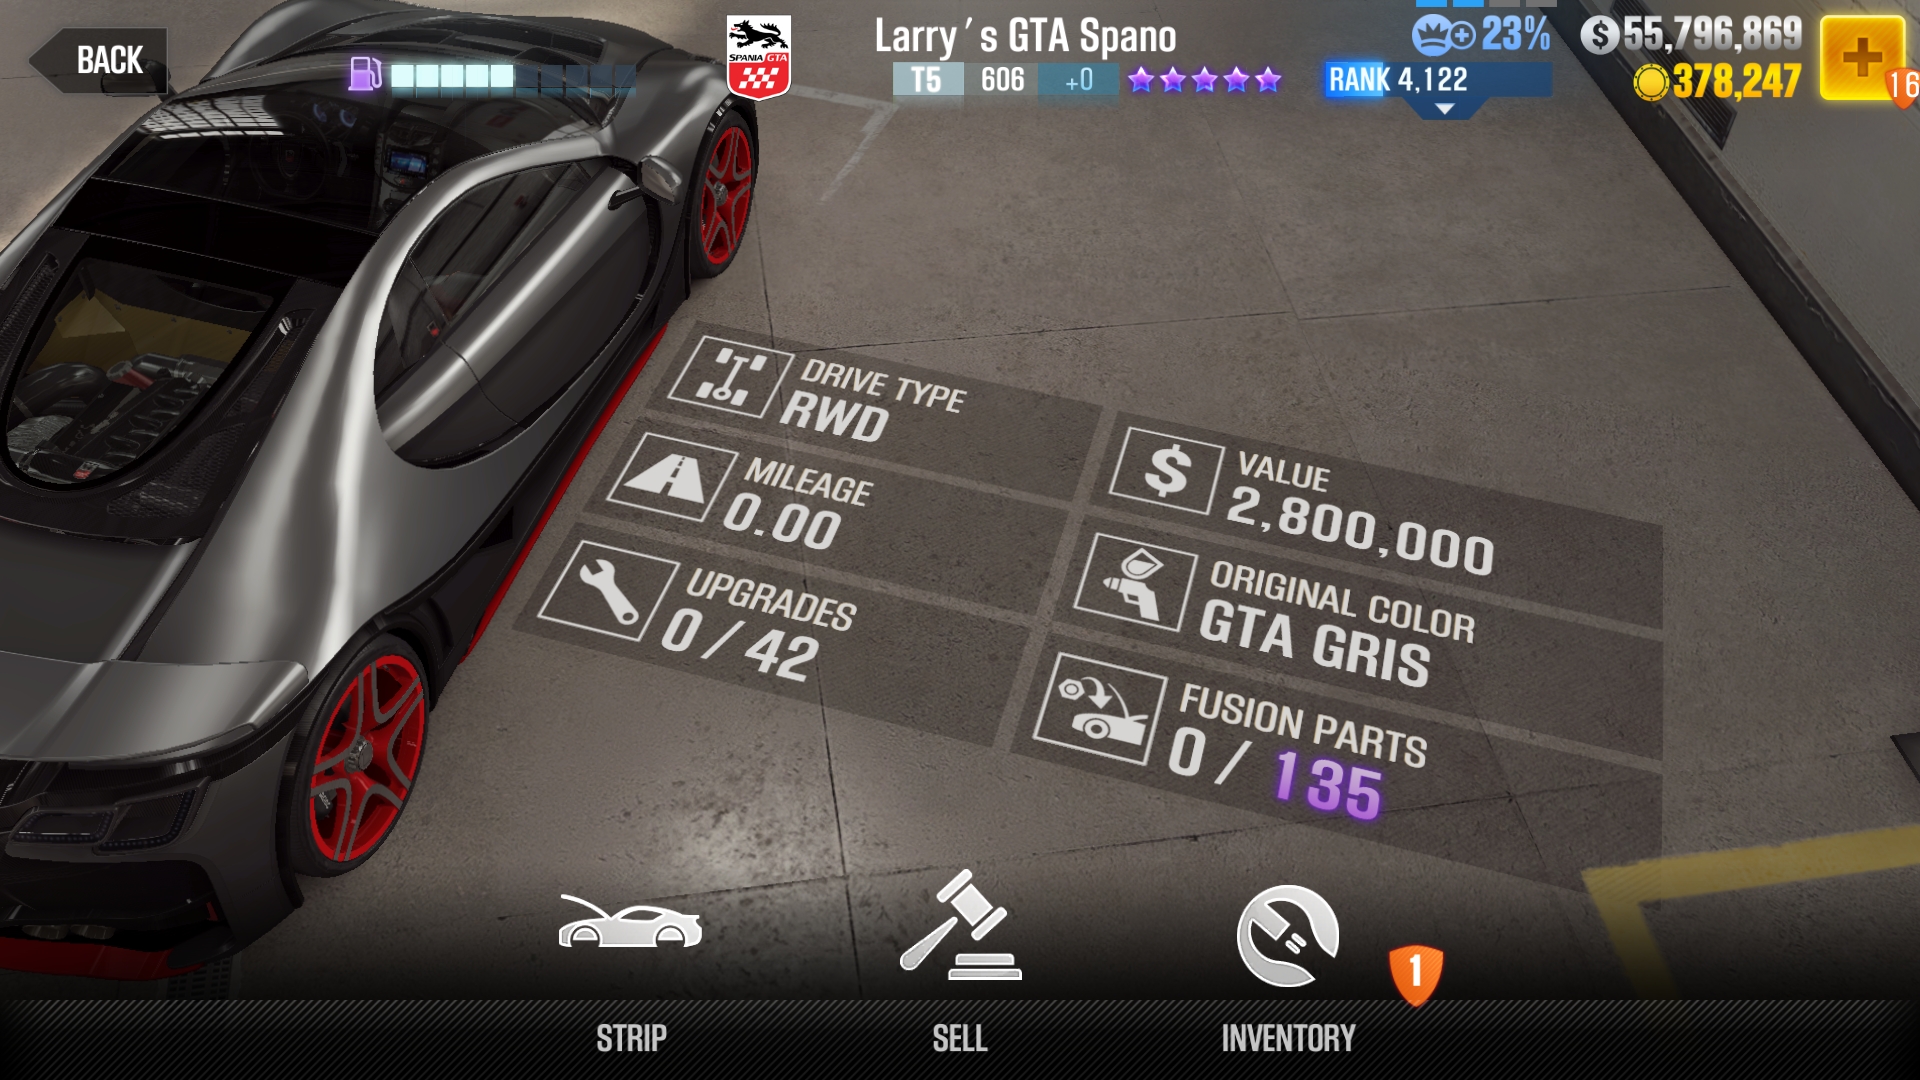 BACK
SPANIA GTA
Larry's GTA Spano
T5 606 +0
RANK 4,122
23%
55,796,869
378,247
16
DRIVE TYPE
RWD
MILEAGE
0.00
UPGRADES
0/42
VALUE
2,800,000
ORIGINAL COLOR
GTA GRIS
FUSION PARTS
0/135
1
STRIP
SELL
INVENTORY